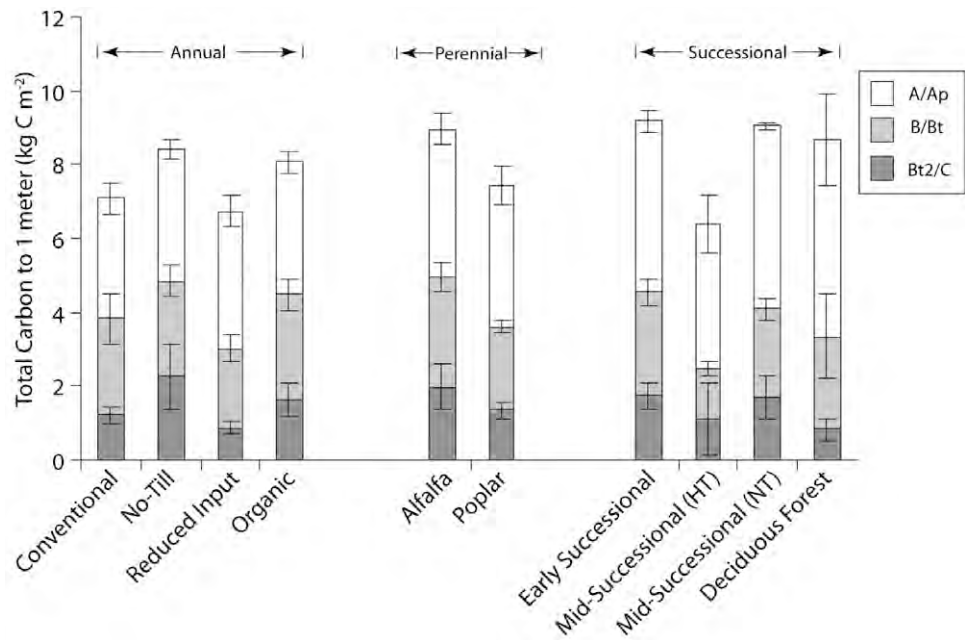 Total Carbon to 1 meter (kg C m⁻²)
12
10
8
6
4
2
0
Annual
Perennial
Successional
A/Ap
B/Bt
Bt2/C
Conventional
No-Till
Reduced Input
Organic
Alfalfa
Poplar
Early Successional
Mid-Successional (HT)
Mid-Successional (NT)
Deciduous Forest